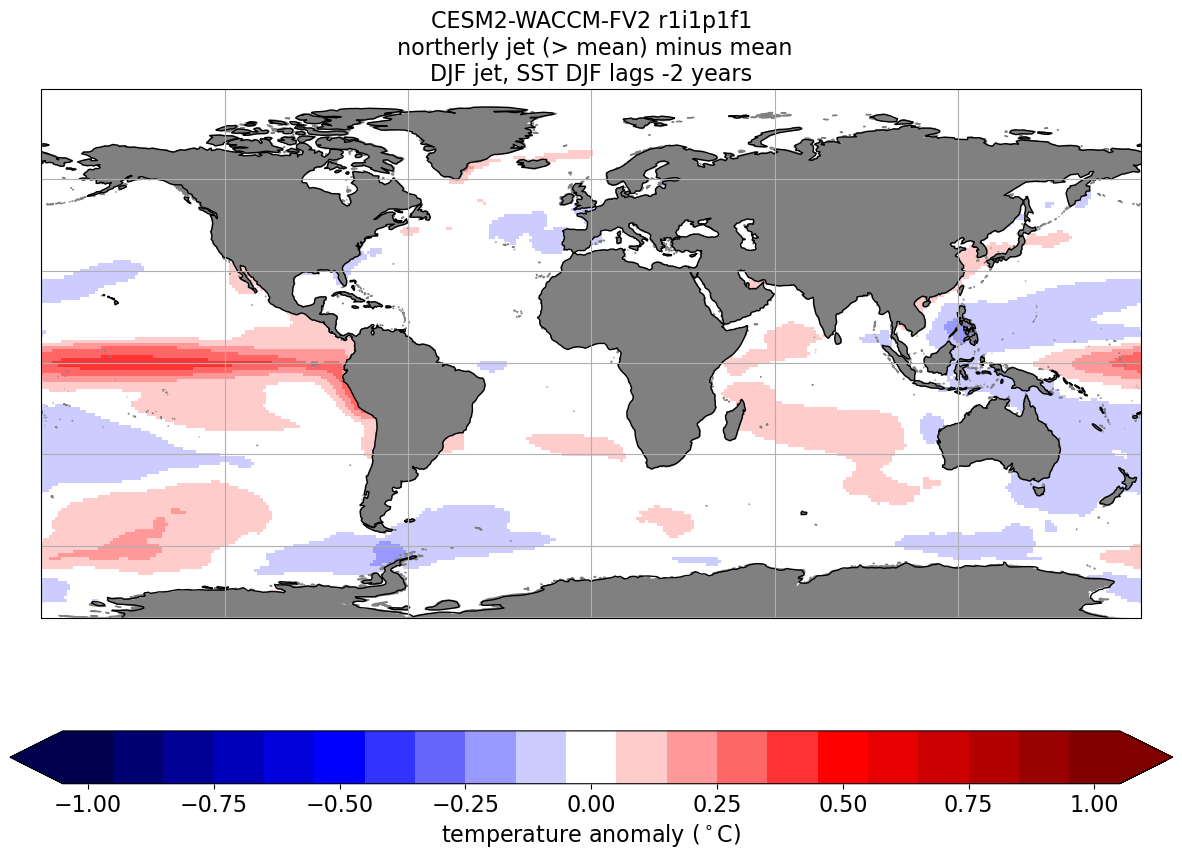 CESM2-WACCM-FV2 r1i1p1f1
northerly jet (> mean) minus mean
DJF jet, SST DJF lags -2 years
−1.00 −0.75 −0.50 −0.25 0.00 0.25 0.50 0.75 1.00
temperature anomaly (°C)